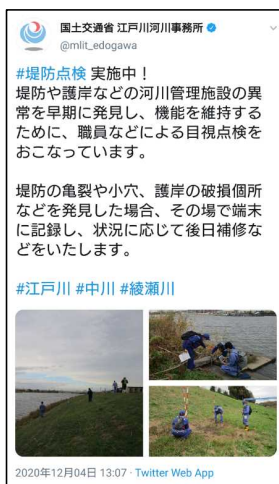 国土交通省 江戸川河川事務所
@mlit_edogawa
#堤防点検 実施中！
堤防や護岸などの河川管理施設の異
常を早期に発見し、機能を維持する
ために、職員などによる目視点検を
おこなっています。
堤防の亀裂や小穴、護岸の破損個所
などを発見した場合、その場で端末
に記録し、状況に応じて後日補修な
どをいたします。
#江戸川 #中川 #綾瀬川
2020年12月04日 13:07 · Twitter Web App